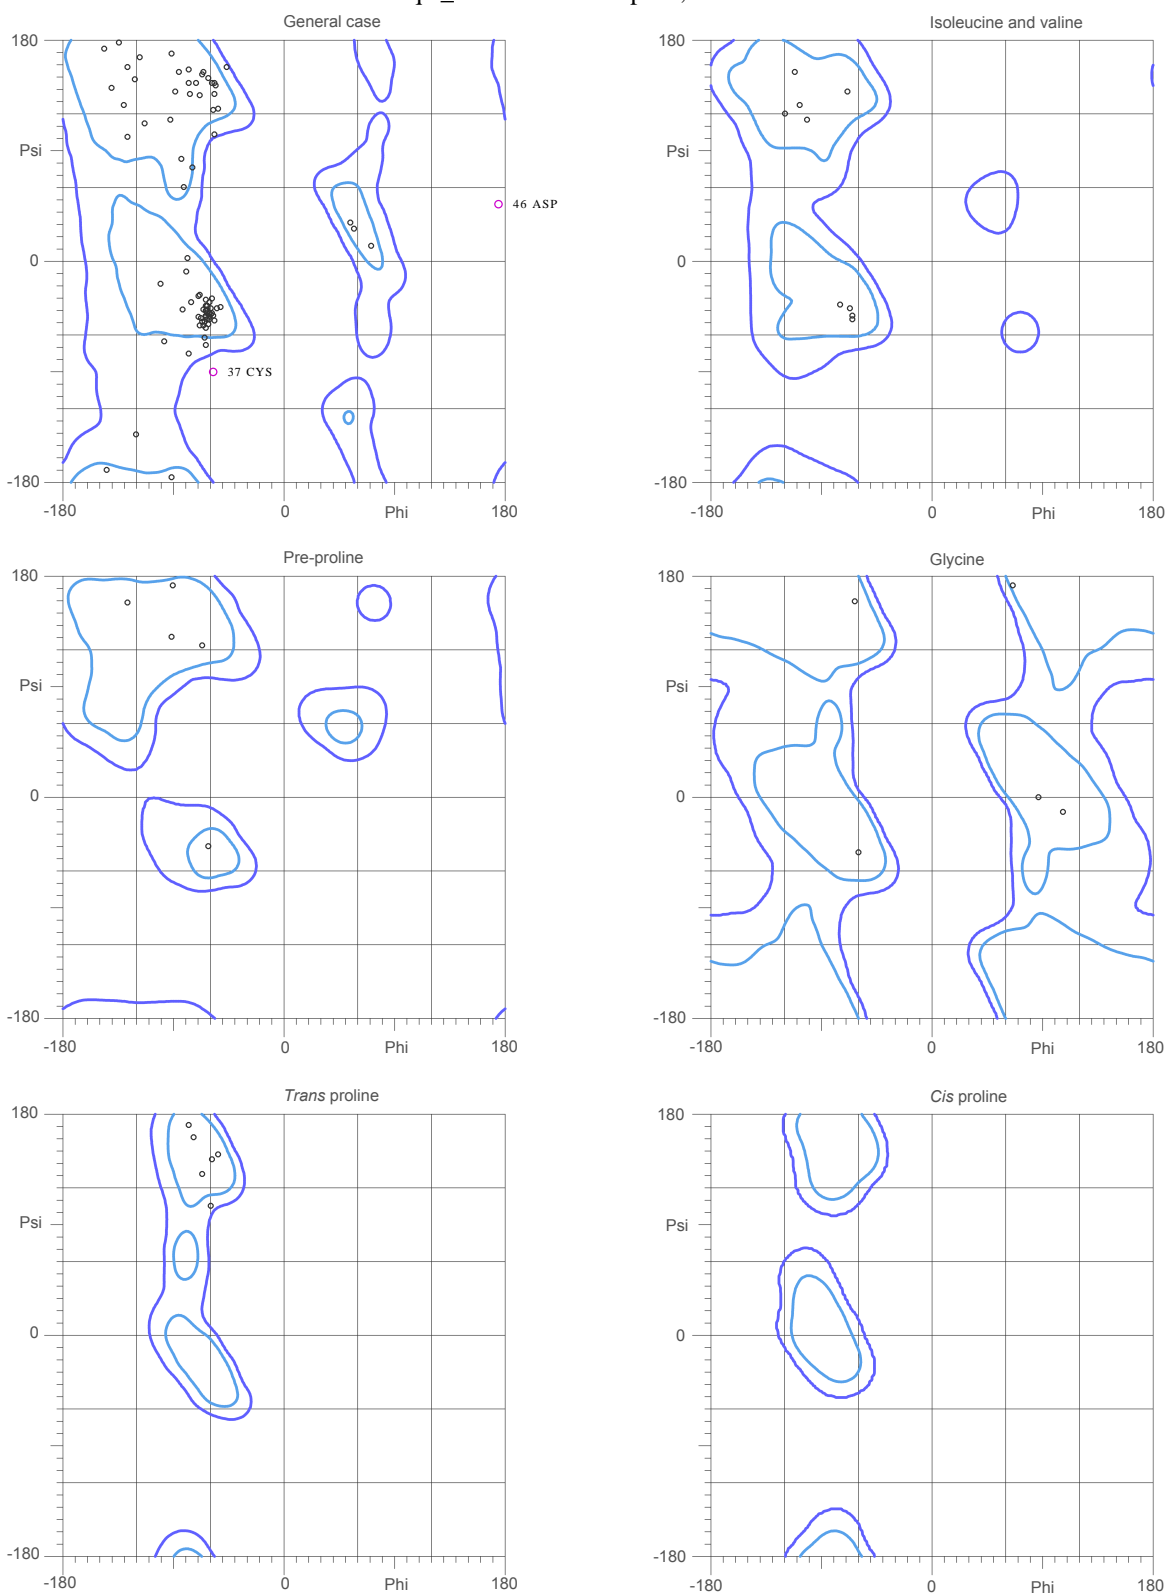 General case
Isoleucine and valine
180
180
Psi
Psi
46 ASP
0
0
37 CYS
-180
-180
-180
0
Phi
180
-180
0
Phi
180
Pre-proline
Glycine
180
180
Psi
Psi
0
0
-180
-180
-180
0
Phi
180
-180
0
Phi
180
Trans proline
Cis proline
180
180
Psi
Psi
0
0
-180
-180
-180
0
Phi
180
-180
0
Phi
180